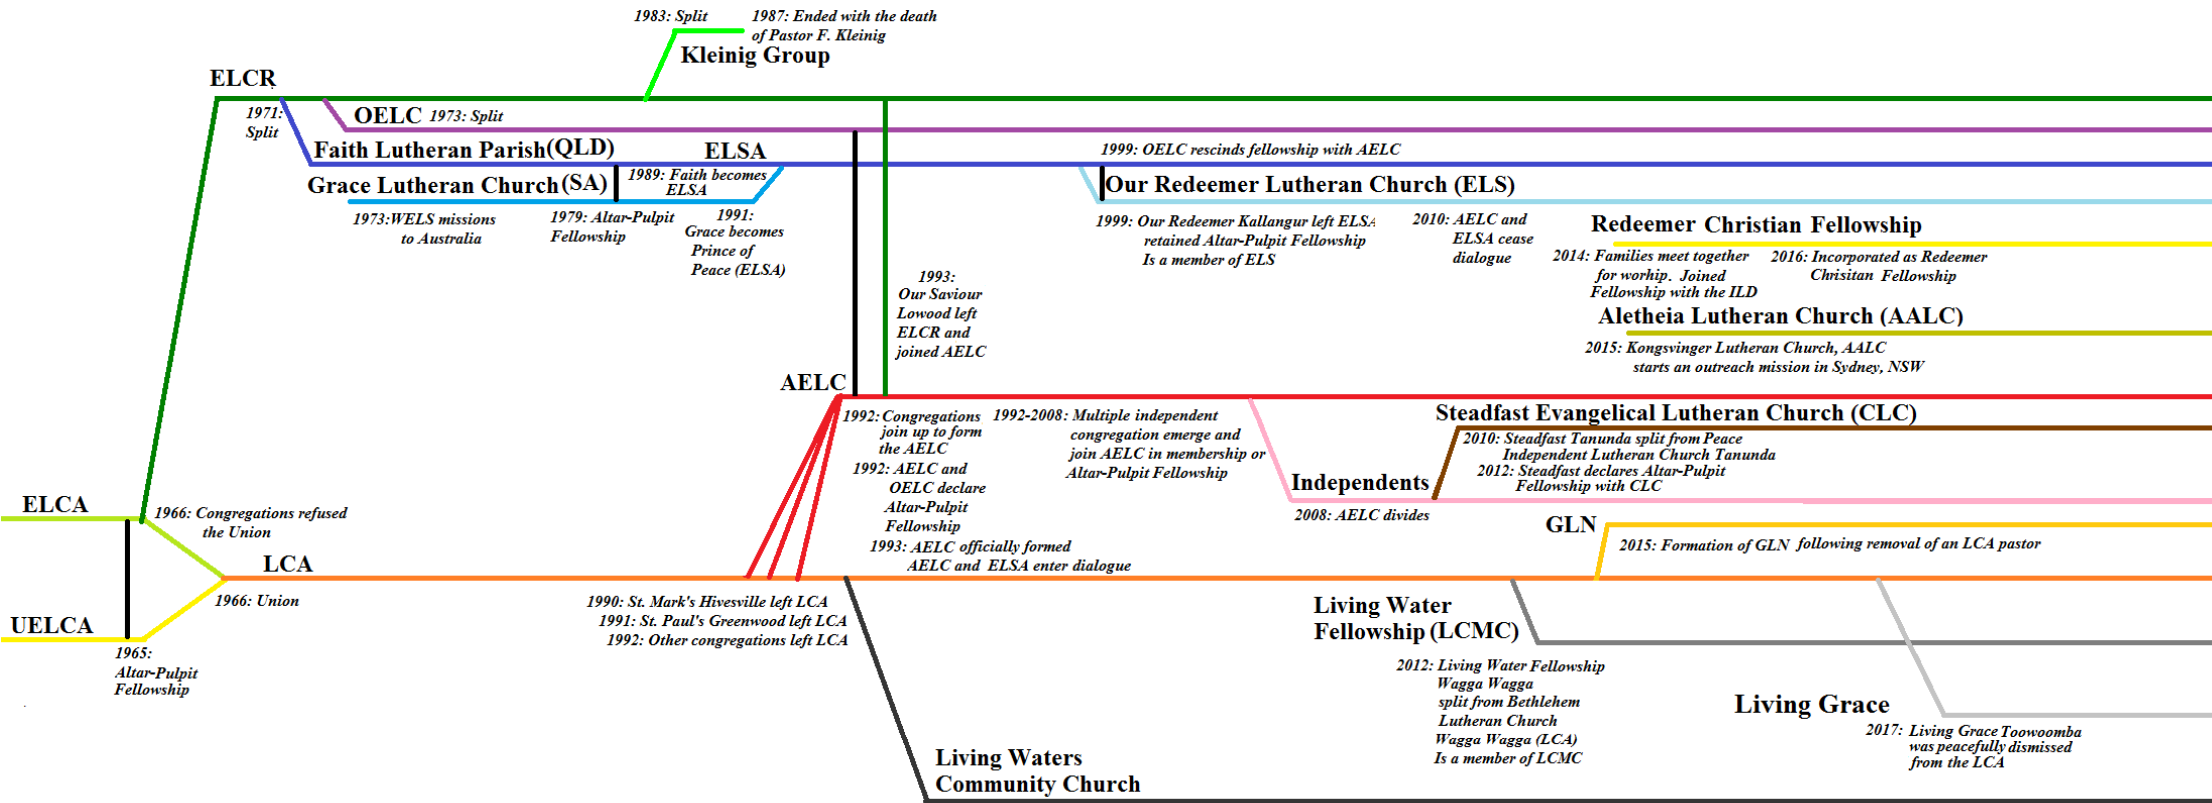 1983: Split
1987: Ended with the death
of Pastor F. Kleinig
Kleinig Group
ELCR
1971:
Split
OELC 1973: Split
Faith Lutheran Parish(QLD)
ELSA
1999: OELC rescinds fellowship with AELC
Grace Lutheran Church(SA)
1989: Faith becomes
ELSA
Our Redeemer Lutheran Church (ELS)
1973:WELS missions
to Australia
1979: Altar-Pulpit
Fellowship
1991:
Grace becomes
Prince of
Peace (ELSA)
1999: Our Redeemer Kallangur left ELSA
retained Altar-Pulpit Fellowship
Is a member of ELS
2010: AELC and
ELSA cease
dialogue
Redeemer Christian Fellowship
2014: Families meet together
for worhip. Joined
Fellowship with the ILD
2016: Incorporated as Redeemer
Chrisitan Fellowship
1993:
Our Saviour
Lowood left
ELCR and
joined AELC
Aletheia Lutheran Church (AALC)
2015: Kongsvinger Lutheran Church, AALC
starts an outreach mission in Sydney, NSW
AELC
1992: Congregations
join up to form
the AELC
1992: AELC and
OELC declare
Altar-Pulpit
Fellowship
1993: AELC officially formed
AELC and ELSA enter dialogue
1992-2008: Multiple independent
congregation emerge and
join AELC in membership or
Altar-Pulpit Fellowship
Steadfast Evangelical Lutheran Church (CLC)
2010: Steadfast Tanunda split from Peace
Independent Lutheran Church Tanunda
2012: Steadfast declares Altar-Pulpit
Fellowship with CLC
Independents
2008: AELC divides
ELCA
1966: Congregations refused
the Union
GLN
2015: Formation of GLN following removal of an LCA pastor
LCA
1966: Union
UELCA
1965:
Altar-Pulpit
Fellowship
1990: St. Mark's Hivesville left LCA
1991: St. Paul's Greenwood left LCA
1992: Other congregations left LCA
Living Water
Fellowship (LCMC)
2012: Living Water Fellowship
Wagga Wagga
split from Bethlehem
Lutheran Church
Wagga Wagga (LCA)
Is a member of LCMC
Living Grace
2017: Living Grace Toowoomba
was peacefully dismissed
from the LCA
Living Waters
Community Church